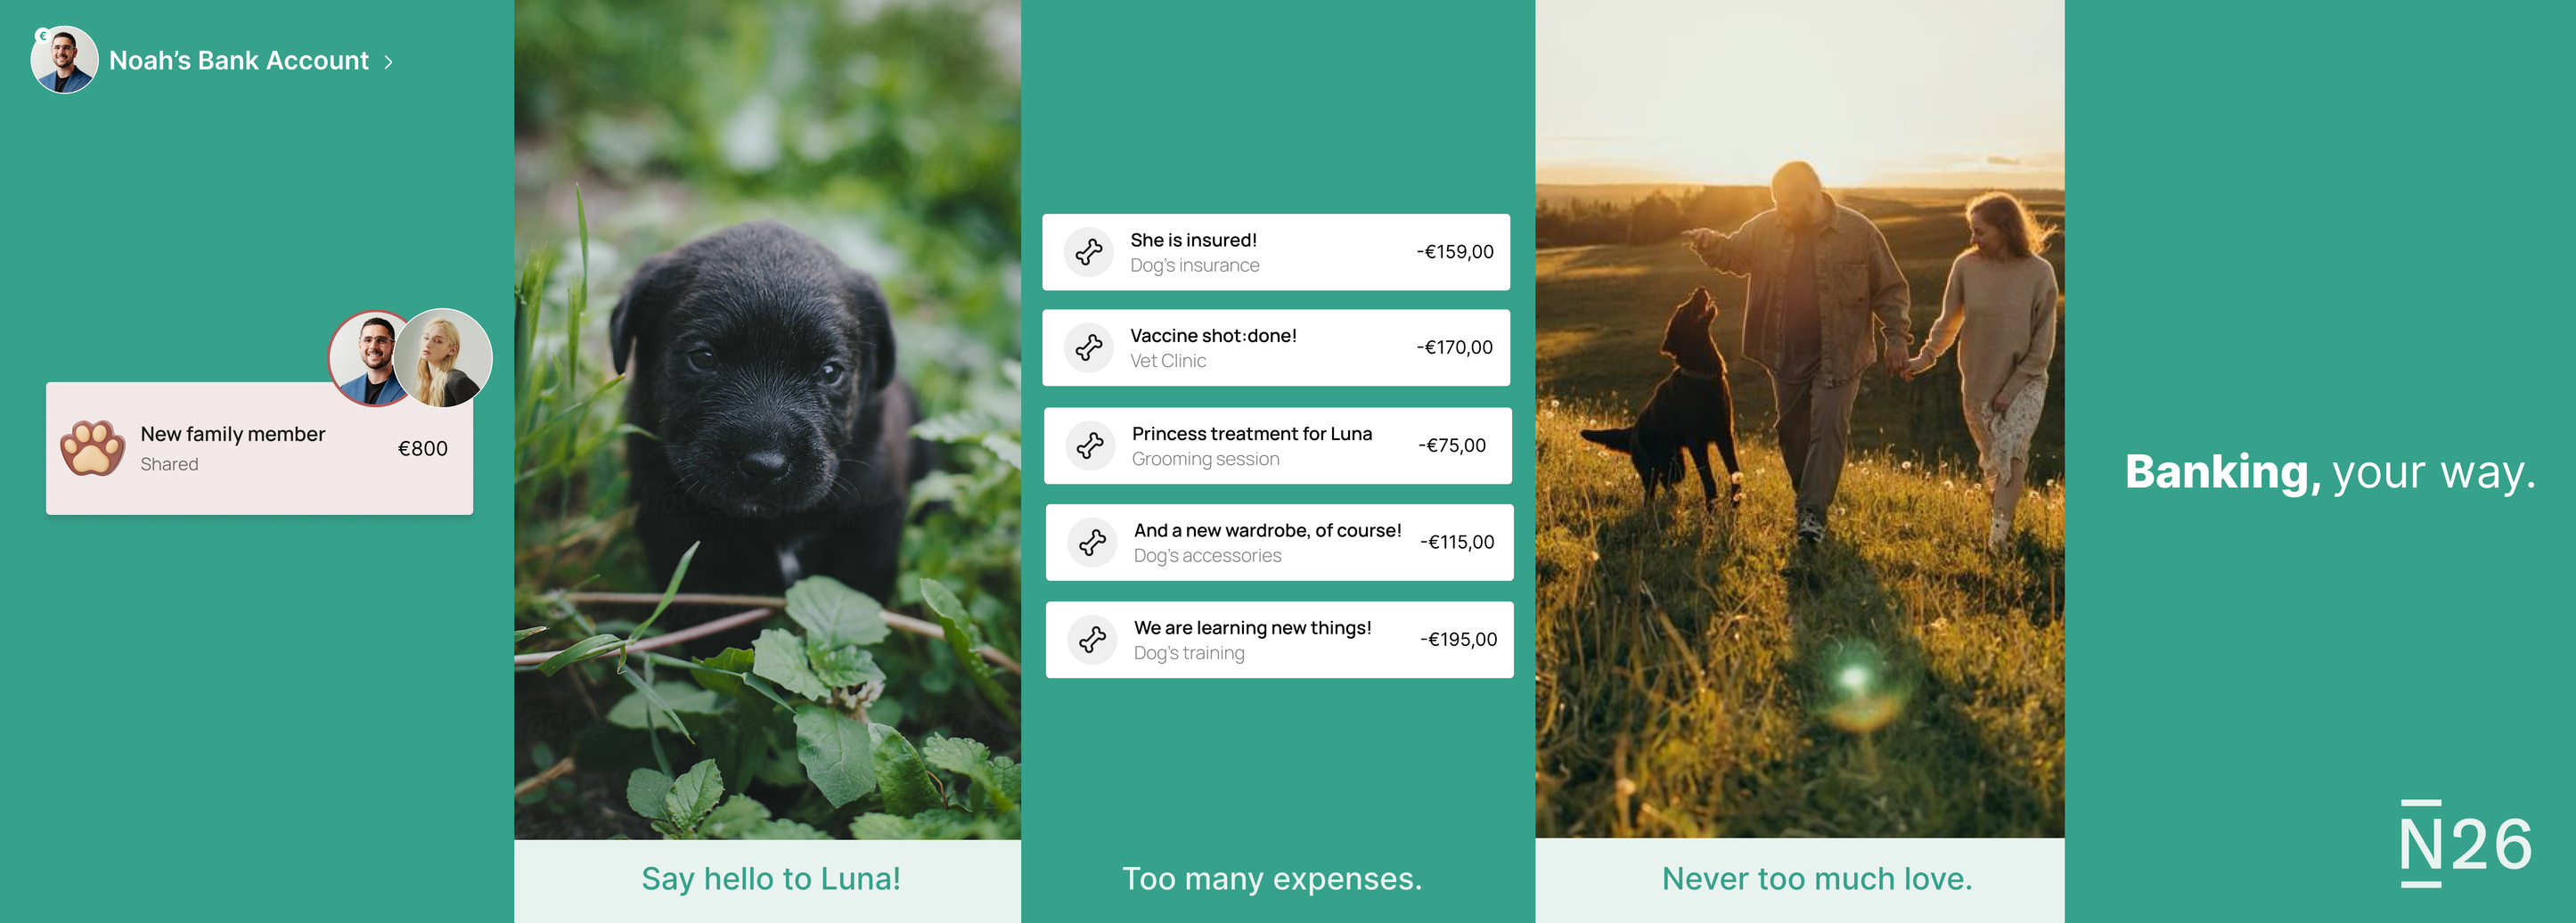 €
Noah’s Bank Account >
New family member
Shared
€800
Say hello to Luna!
She is insured!
Dog's insurance
-€159,00
Vaccine shot:done!
Vet Clinic
-€170,00
Princess treatment for Luna
Grooming session
-€75,00
And a new wardrobe, of course!
Dog's accessories
-€115,00
We are learning new things!
Dog's training
-€195,00
Too many expenses.
Never too much love.
Banking, your way.
N26